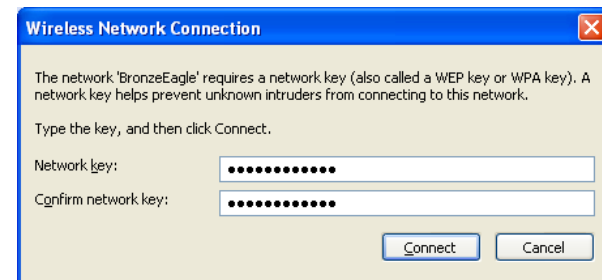 Wireless Network Connection
The network 'BronzeEagle' requires a network key (also called a WEP key or WPA key). A
network key helps prevent unknown intruders from connecting to this network.
Type the key, and then click Connect.
Network key: ●●●●●●●●●●●●
Confirm network key: ●●●●●●●●●●●●
Connect Cancel